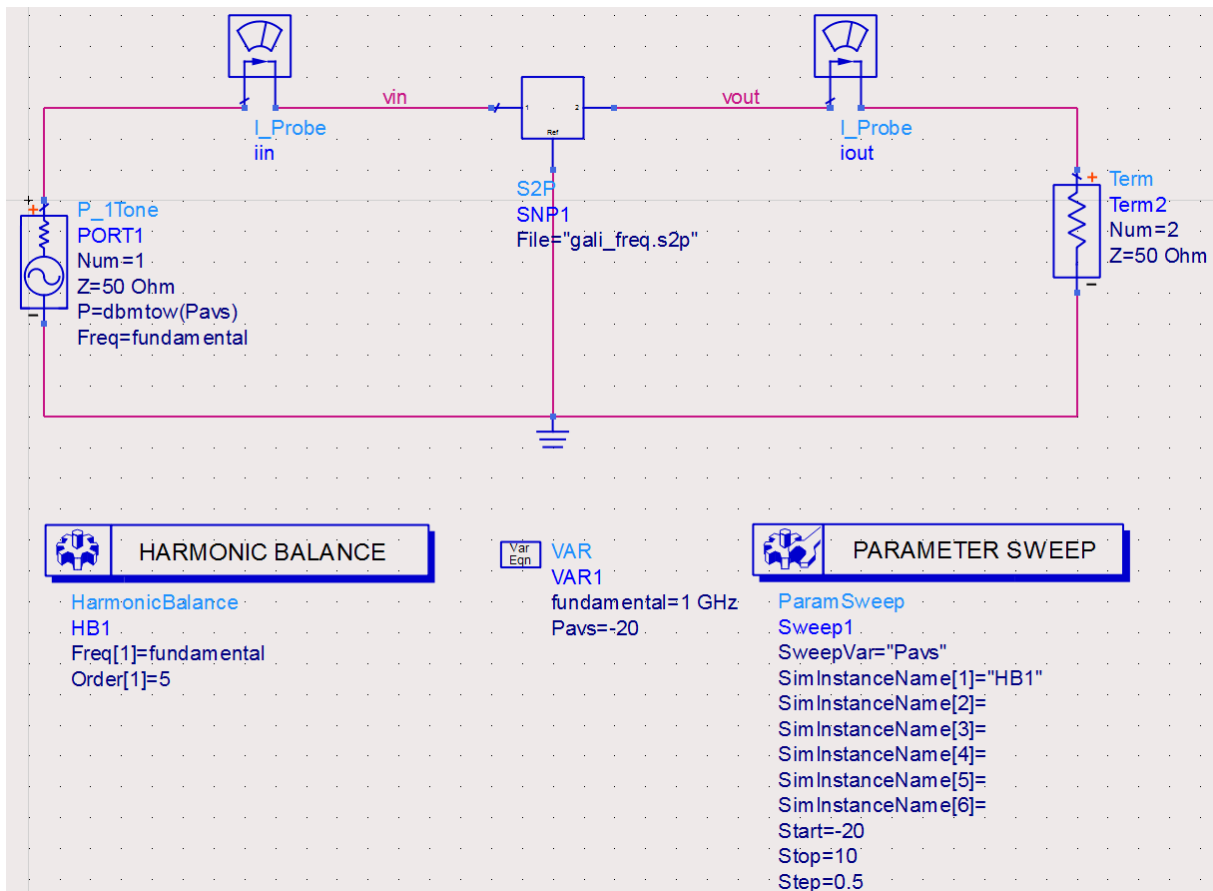 vin
vout
I_Probe
iin
I_Probe
iout
1
2
Ref
S2P
SNP1
File="gali_freq.s2p"
+
P_1Tone
PORT1
Num=1
Z=50 Ohm
P=dbmtow(Pavs)
Freq=fundamental
-
+
Term
Term2
Num=2
Z=50 Ohm
-
HARMONIC BALANCE
HarmonicBalance
HB1
Freq[1]=fundamental
Order[1]=5
Var
Eqn
VAR
VAR1
fundamental=1 GHz
Pavs=-20
PARAMETER SWEEP
ParamSweep
Sweep1
SweepVar="Pavs"
SimInstanceName[1]="HB1"
SimInstanceName[2]=
SimInstanceName[3]=
SimInstanceName[4]=
SimInstanceName[5]=
SimInstanceName[6]=
Start=-20
Stop=10
Step=0.5